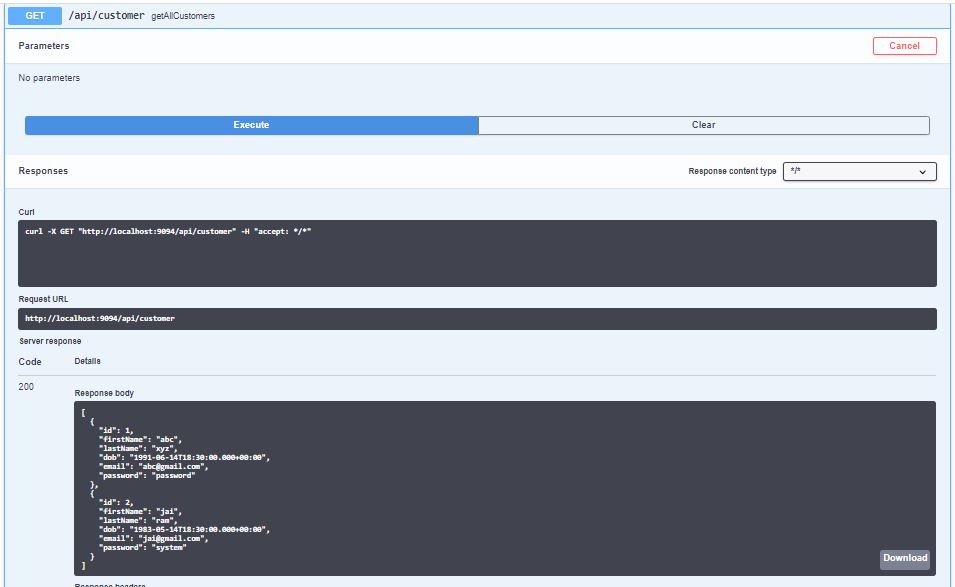 GET /api/customer getAllCustomers
Parameters
Cancel
No parameters
Execute
Clear
Responses
Response content type */*
Curl
curl -X GET "http://localhost:9094/api/customer" -H "accept: */*"
Request URL
http://localhost:9094/api/customer
Server response
Code Details
200
Response body
[
  {
    "id": 1,
    "firstName": "abc",
    "lastName": "xyz",
    "dob": "1991-06-14T18:30:00.000+00:00",
    "email": "abc@gmail.com",
    "password": "password"
  },
  {
    "id": 2,
    "firstName": "jai",
    "lastName": "ram",
    "dob": "1983-05-14T18:30:00.000+00:00",
    "email": "jai@gmail.com",
    "password": "system"
  }
]
Download
Response headers